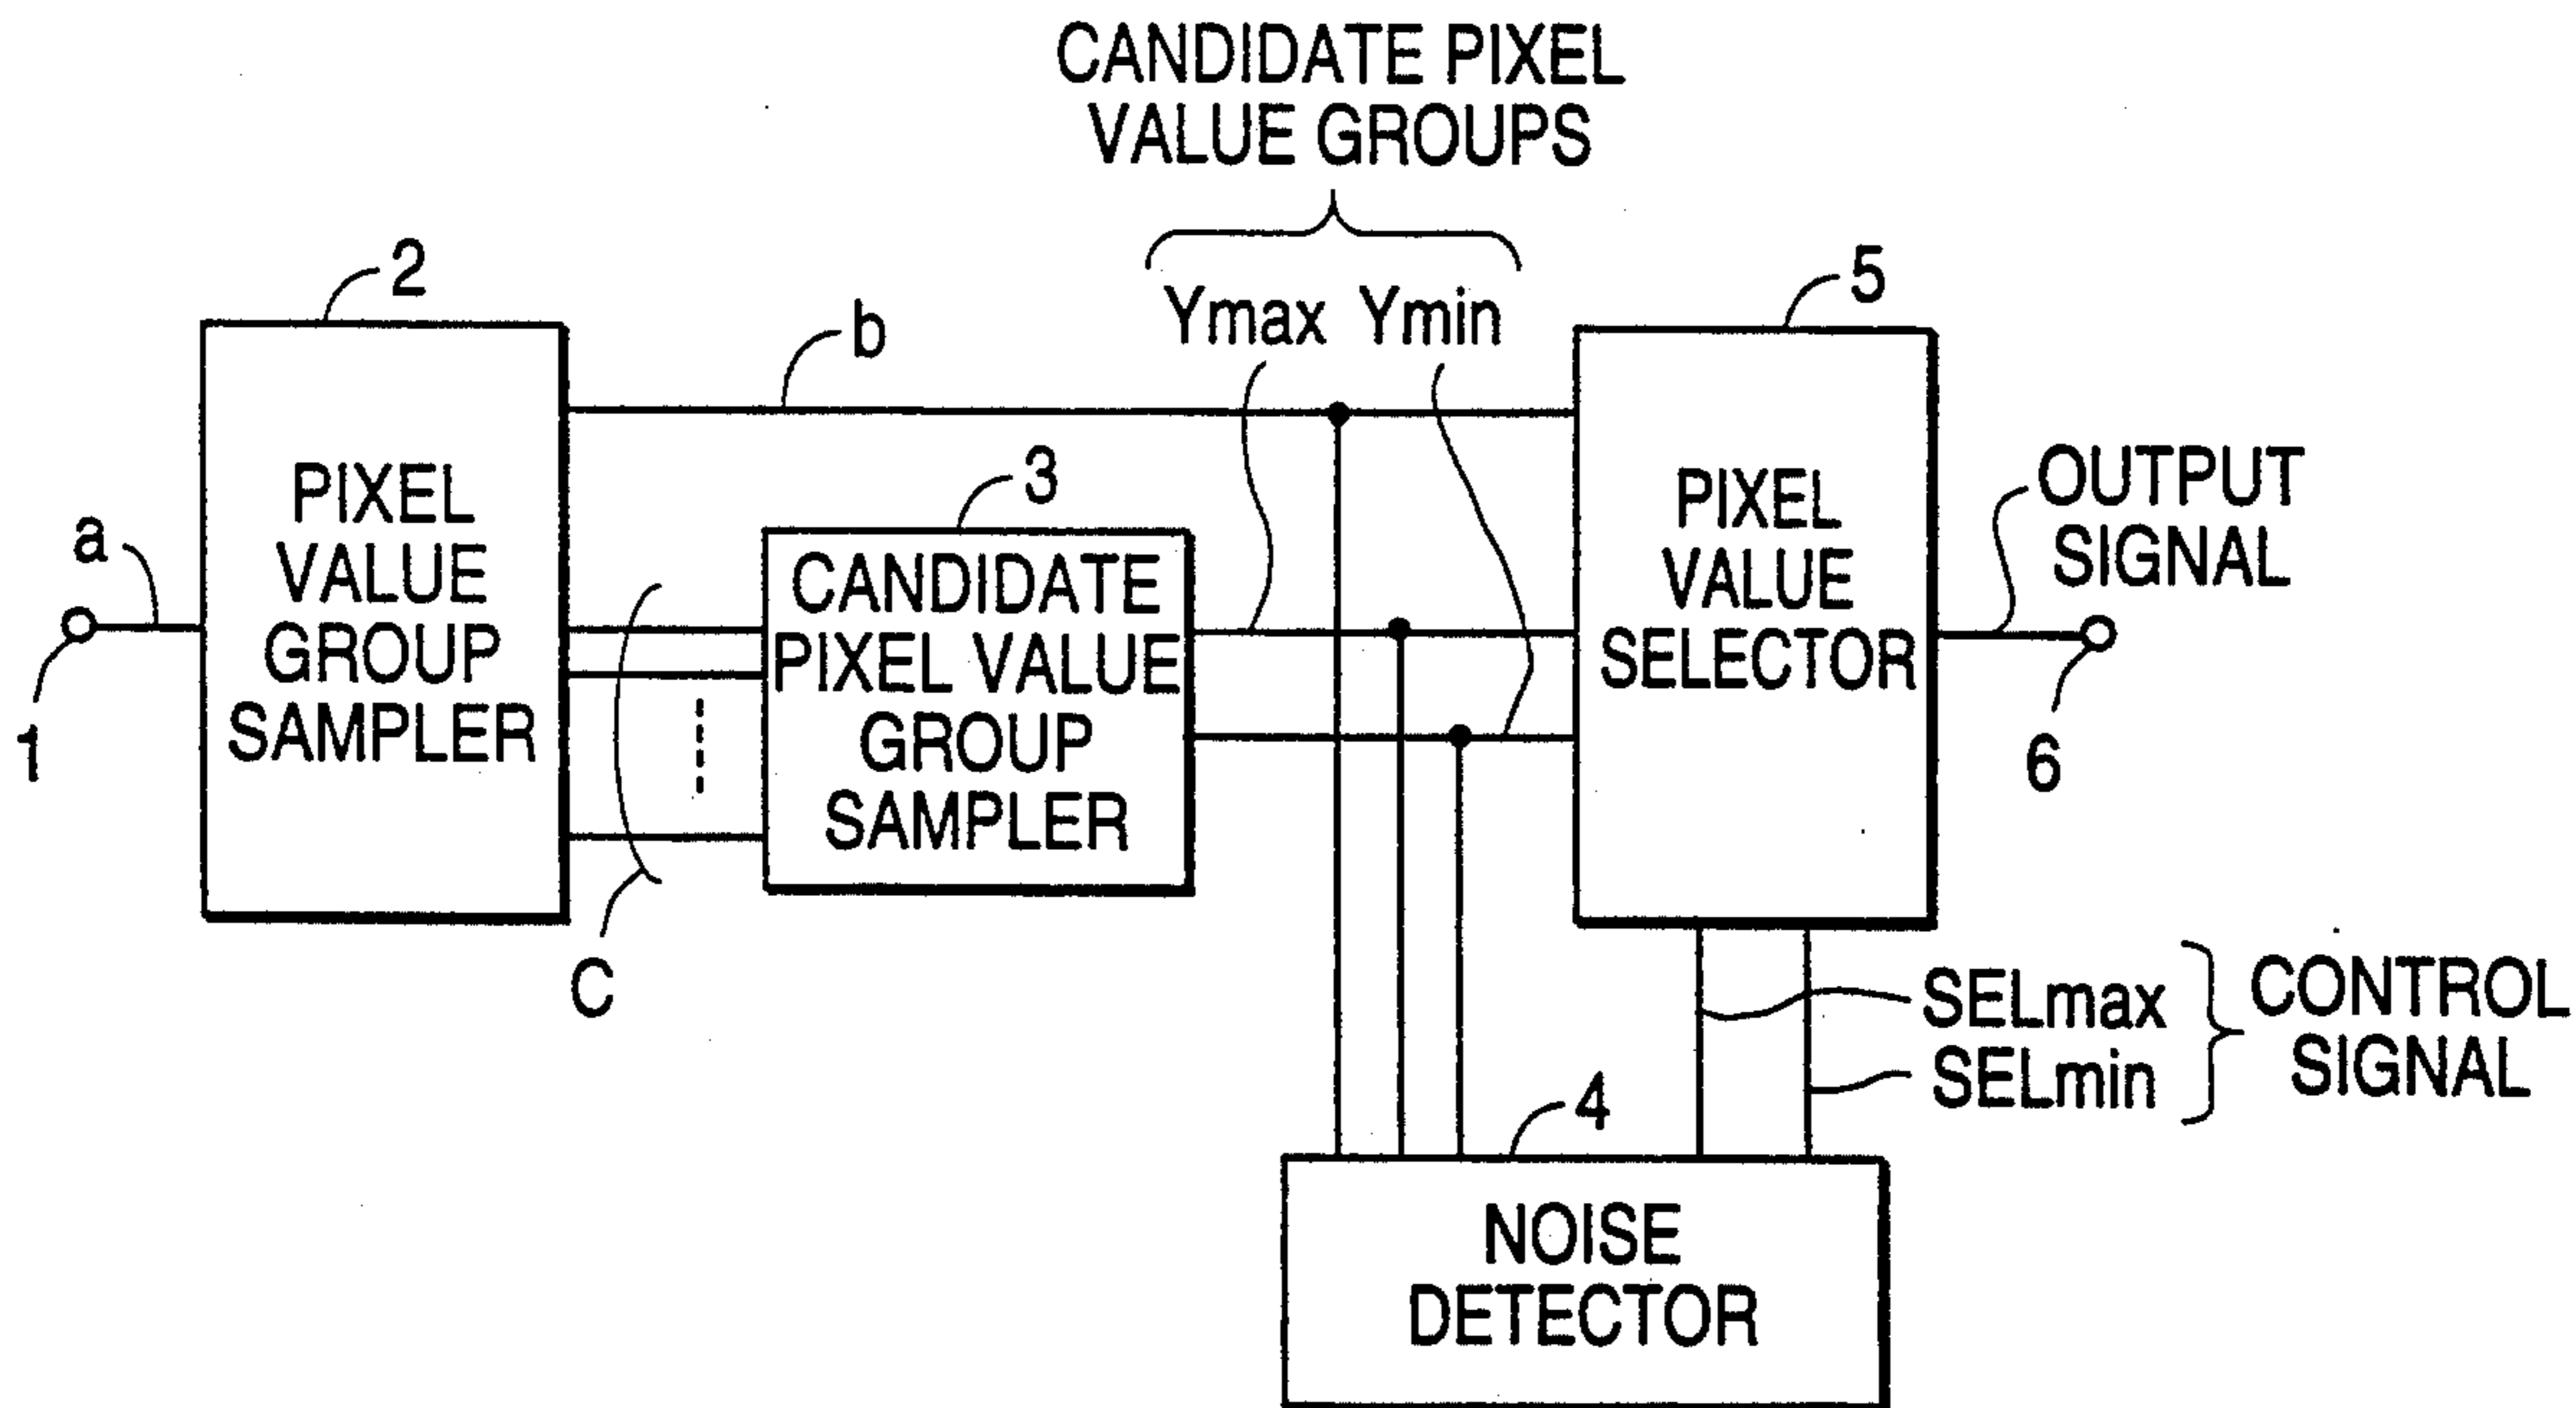 CANDIDATE PIXEL
VALUE GROUPS
2
b
Ymax Ymin
5
PIXEL
VALUE
GROUP
SAMPLER
a
1
3
CANDIDATE
PIXEL VALUE
GROUP
SAMPLER
C
PIXEL
VALUE
SELECTOR
OUTPUT
SIGNAL
6
SELmax
SELmin
CONTROL
SIGNAL
4
NOISE
DETECTOR